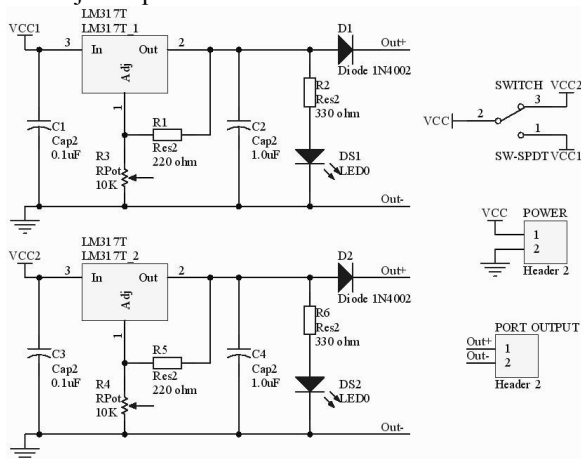 LM317T
LM317T_1
VCC1
3
In
Out
2
Adj
1
D1
Out+
Diode 1N4002
C1
Cap2
0.1uF
R1
Res2
220 ohm
R3
RPot
10K
C2
Cap2
1.0uF
R2
Res2
330 ohm
DS1
LED0
Out-
SWITCH
VCC2
3
VCC
2
1
SW-SPDT
VCC1
POWER
VCC
1
2
Header 2
LM317T
LM317T_2
VCC2
3
In
Out
2
Adj
1
D2
Out+
Diode 1N4002
C3
Cap2
0.1uF
R5
Res2
220 ohm
R4
RPot
10K
C4
Cap2
1.0uF
R6
Res2
330 ohm
DS2
LED0
Out-
PORT OUTPUT
Out+
1
Out-
2
Header 2